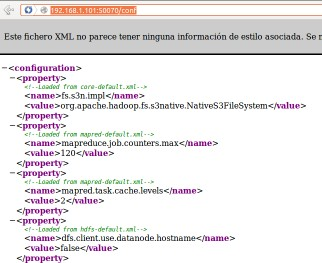 192.168.1.101:50070/conf
Este fichero XML no parece tener ninguna información de estilo asociada. Se
−<configuration>
−<property>
<!--Loaded from core-default.xml-->
<name>fs.s3n.impl</name>
<value>org.apache.hadoop.fs.s3native.NativeS3FileSystem</value>
</property>
−<property>
<!--Loaded from mapred-default.xml-->
<name>mapreduce.job.counters.max</name>
<value>120</value>
</property>
−<property>
<!--Loaded from mapred-default.xml-->
<name>mapred.task.cache.levels</name>
<value>2</value>
</property>
−<property>
<!--Loaded from hdfs-default.xml-->
<name>dfs.client.use.datanode.hostname</name>
<value>false</value>
</property>